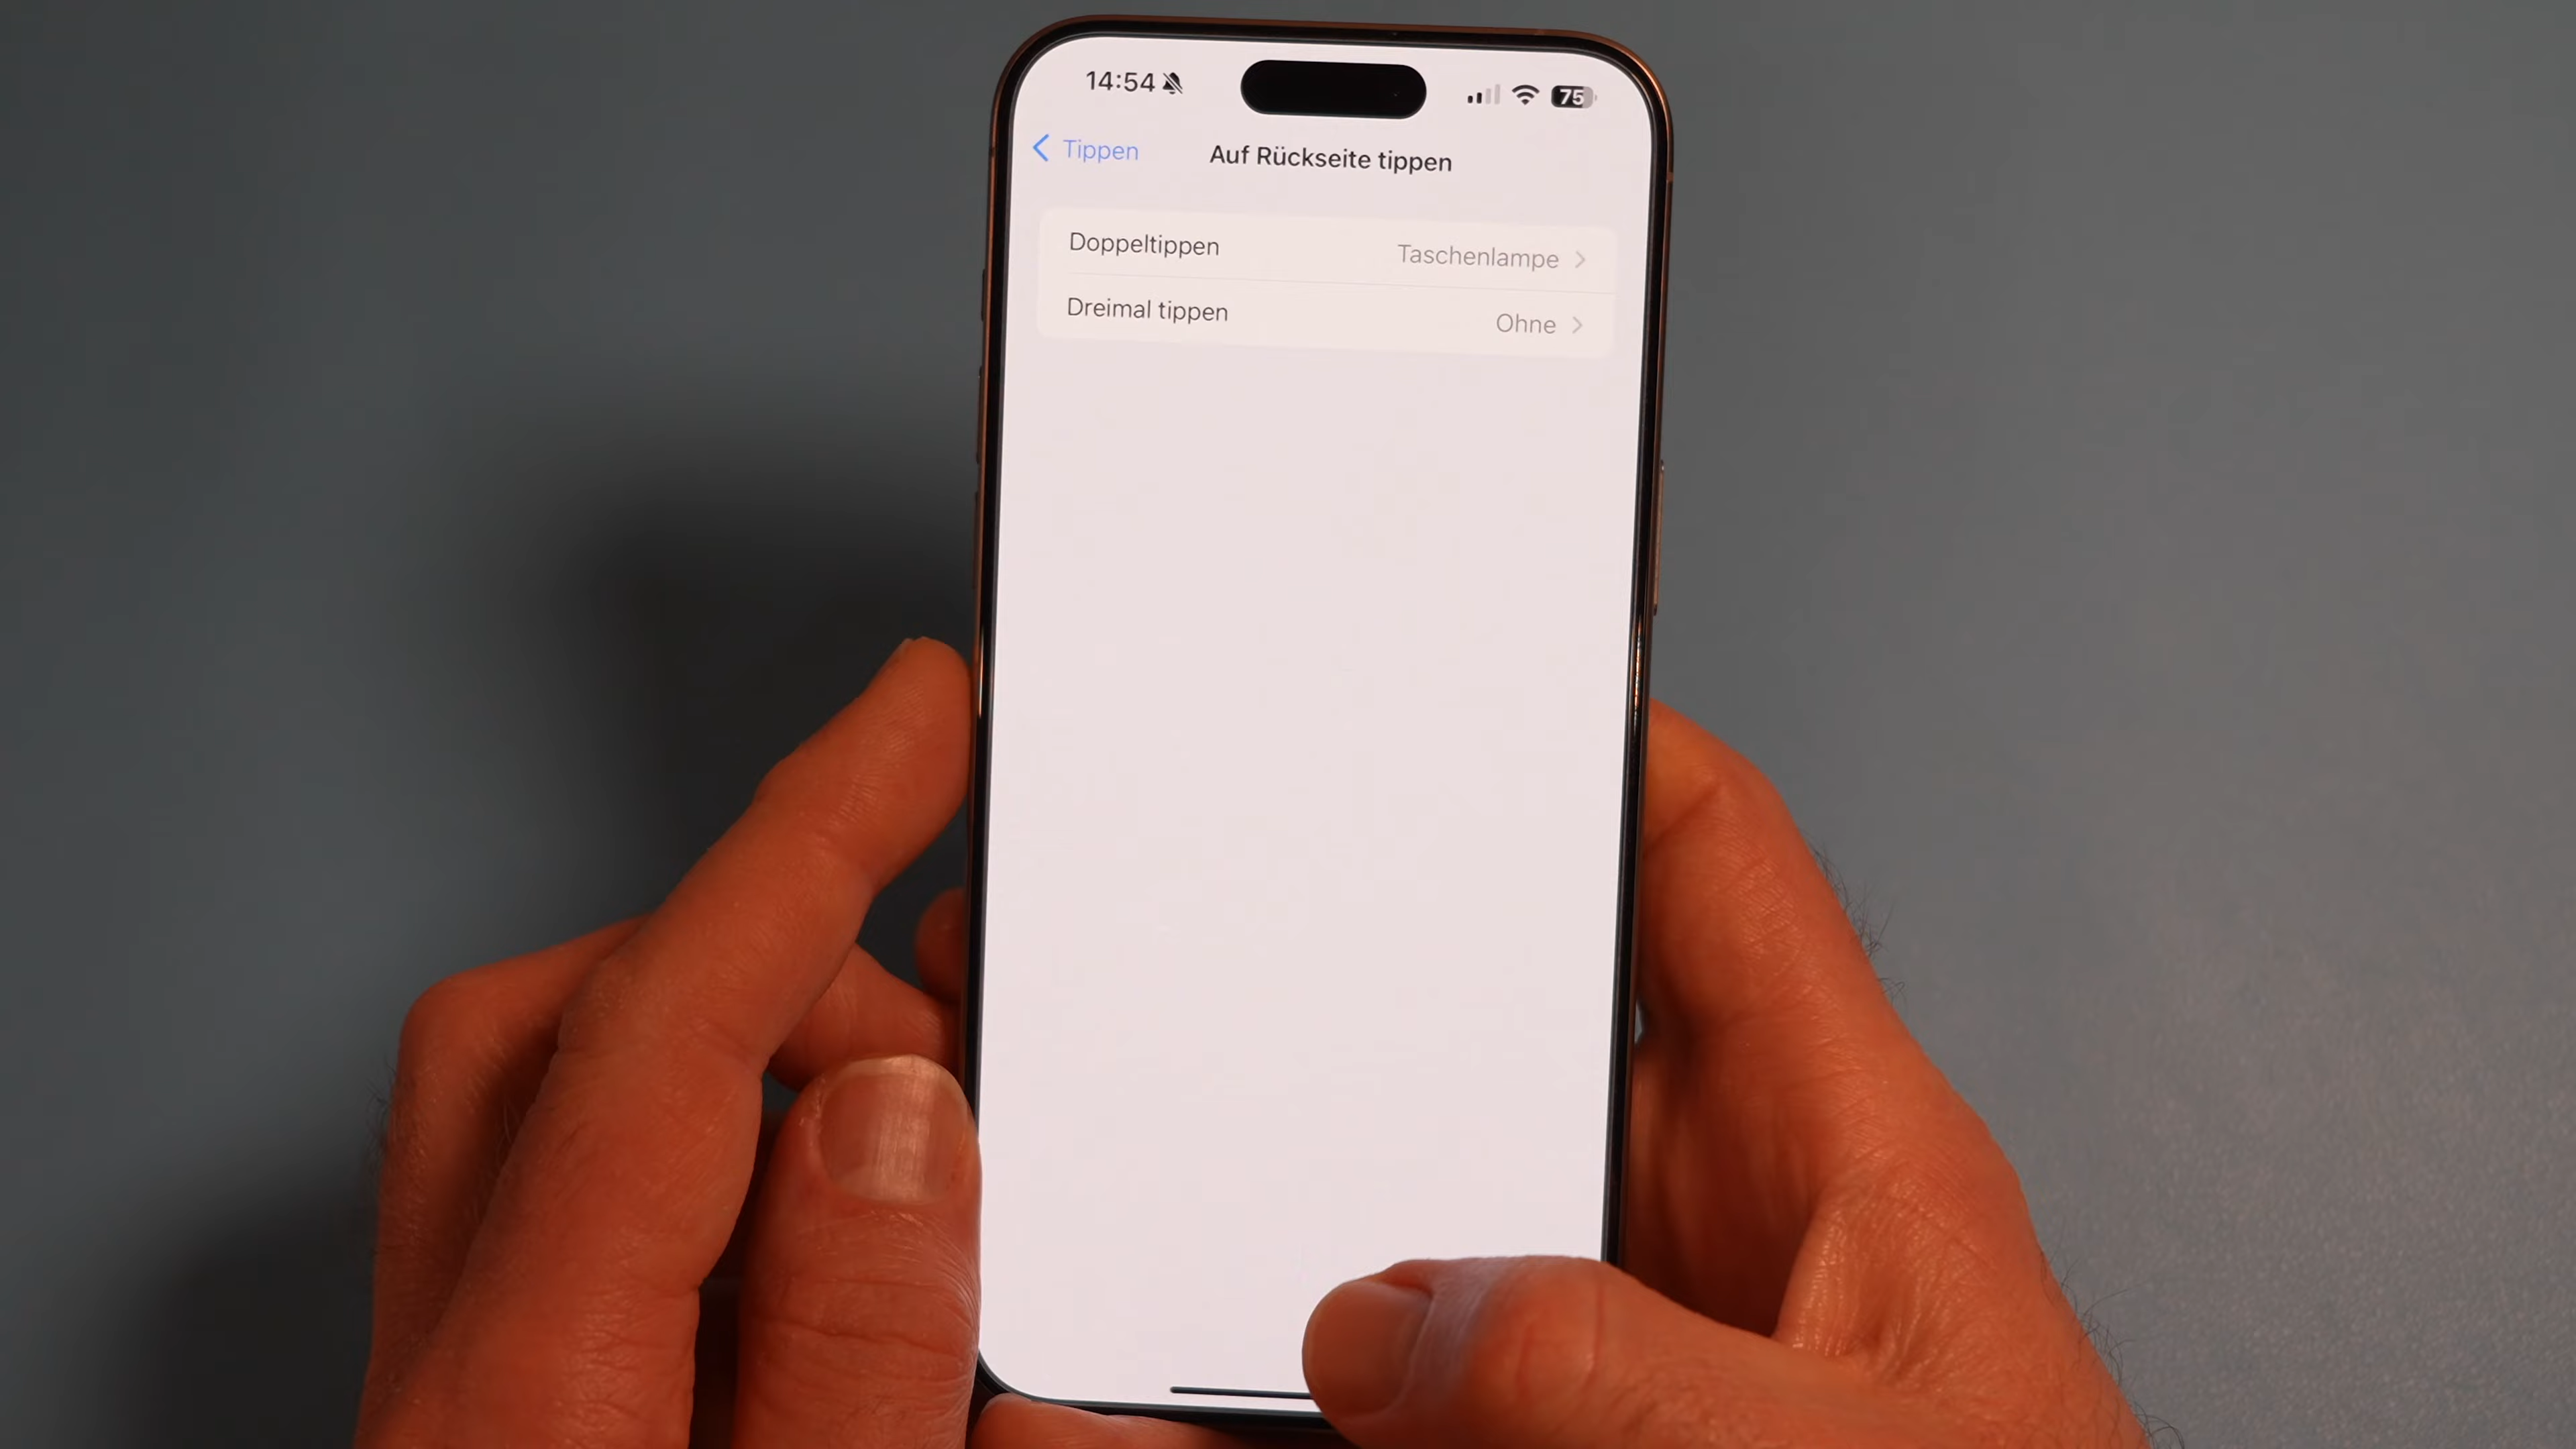 14:54
75
Tippen
Auf Rückseite tippen
Doppeltippen
Taschenlampe
Dreimal tippen
Ohne